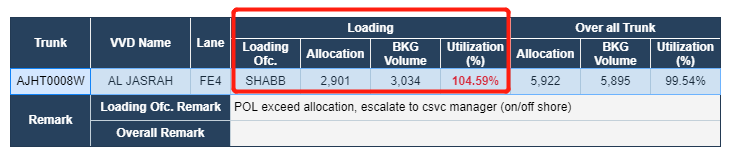 Trunk VVD Name Lane Loading Over all Trunk
Loading Ofc. Allocation BKG Volume Utilization (%) Allocation BKG Volume Utilization (%)
AJHT0008W AL JASRAH FE4 SHABB 2,901 3,034 104.59% 5,922 5,895 99.54%
Remark Loading Ofc. Remark POL exceed allocation, escalate to csvc manager (on/off shore)
Overall Remark